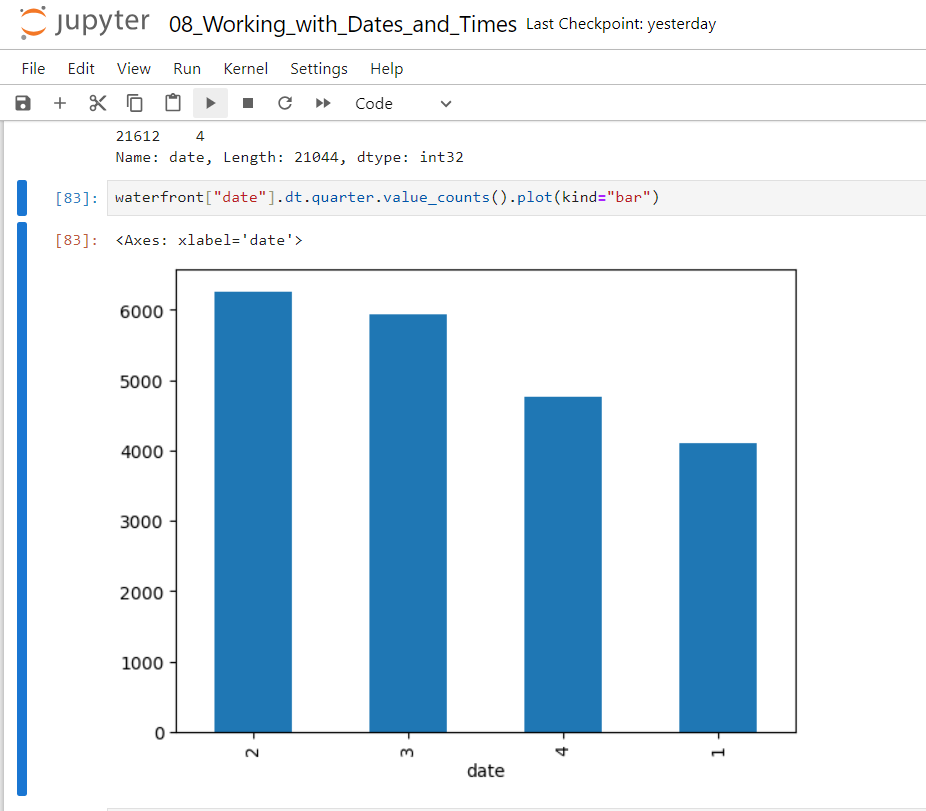 jupyter 08_Working_with_Dates_and_Times Last Checkpoint: yesterday
File Edit View Run Kernel Settings Help
Code
21612    4
Name: date, Length: 21044, dtype: int32
[83]: waterfront["date"].dt.quarter.value_counts().plot(kind="bar")
[83]: <Axes: xlabel='date'>
6000
5000
4000
3000
2000
1000
0
2 3 4 1
date